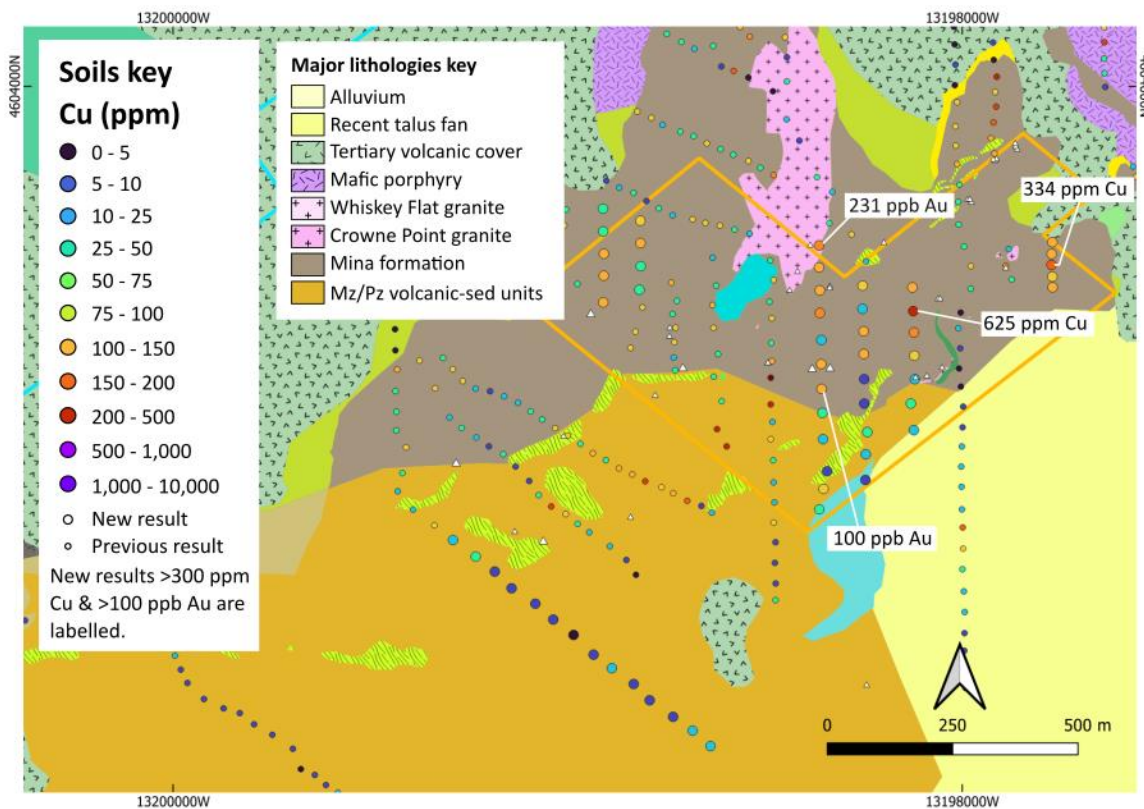 13200000W
13198000W
4604000N
4604000N
Soils key
Cu (ppm)
0 - 5
5 - 10
10 - 25
25 - 50
50 - 75
75 - 100
100 - 150
150 - 200
200 - 500
500 - 1,000
1,000 - 10,000
New result
Previous result
New results >300 ppm
Cu & >100 ppb Au are
labelled.
Major lithologies key
Alluvium
Recent talus fan
Tertiary volcanic cover
Mafic porphyry
Whiskey Flat granite
Crowne Point granite
Mina formation
Mz/Pz volcanic-sed units
334 ppm Cu
231 ppb Au
625 ppm Cu
100 ppb Au
0 250 500 m
13200000W
13198000W